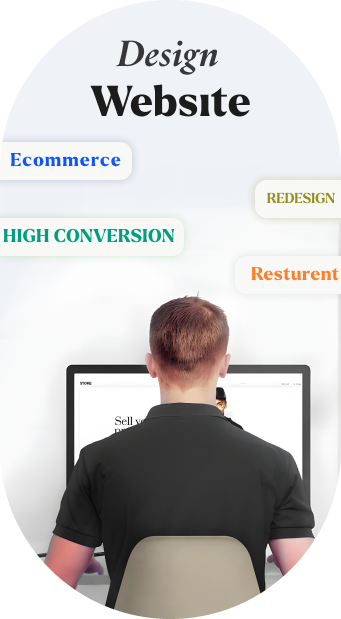 Design
Website
Ecommerce
REDESIGN
HIGH CONVERSION
Resturent
STORE
Sell